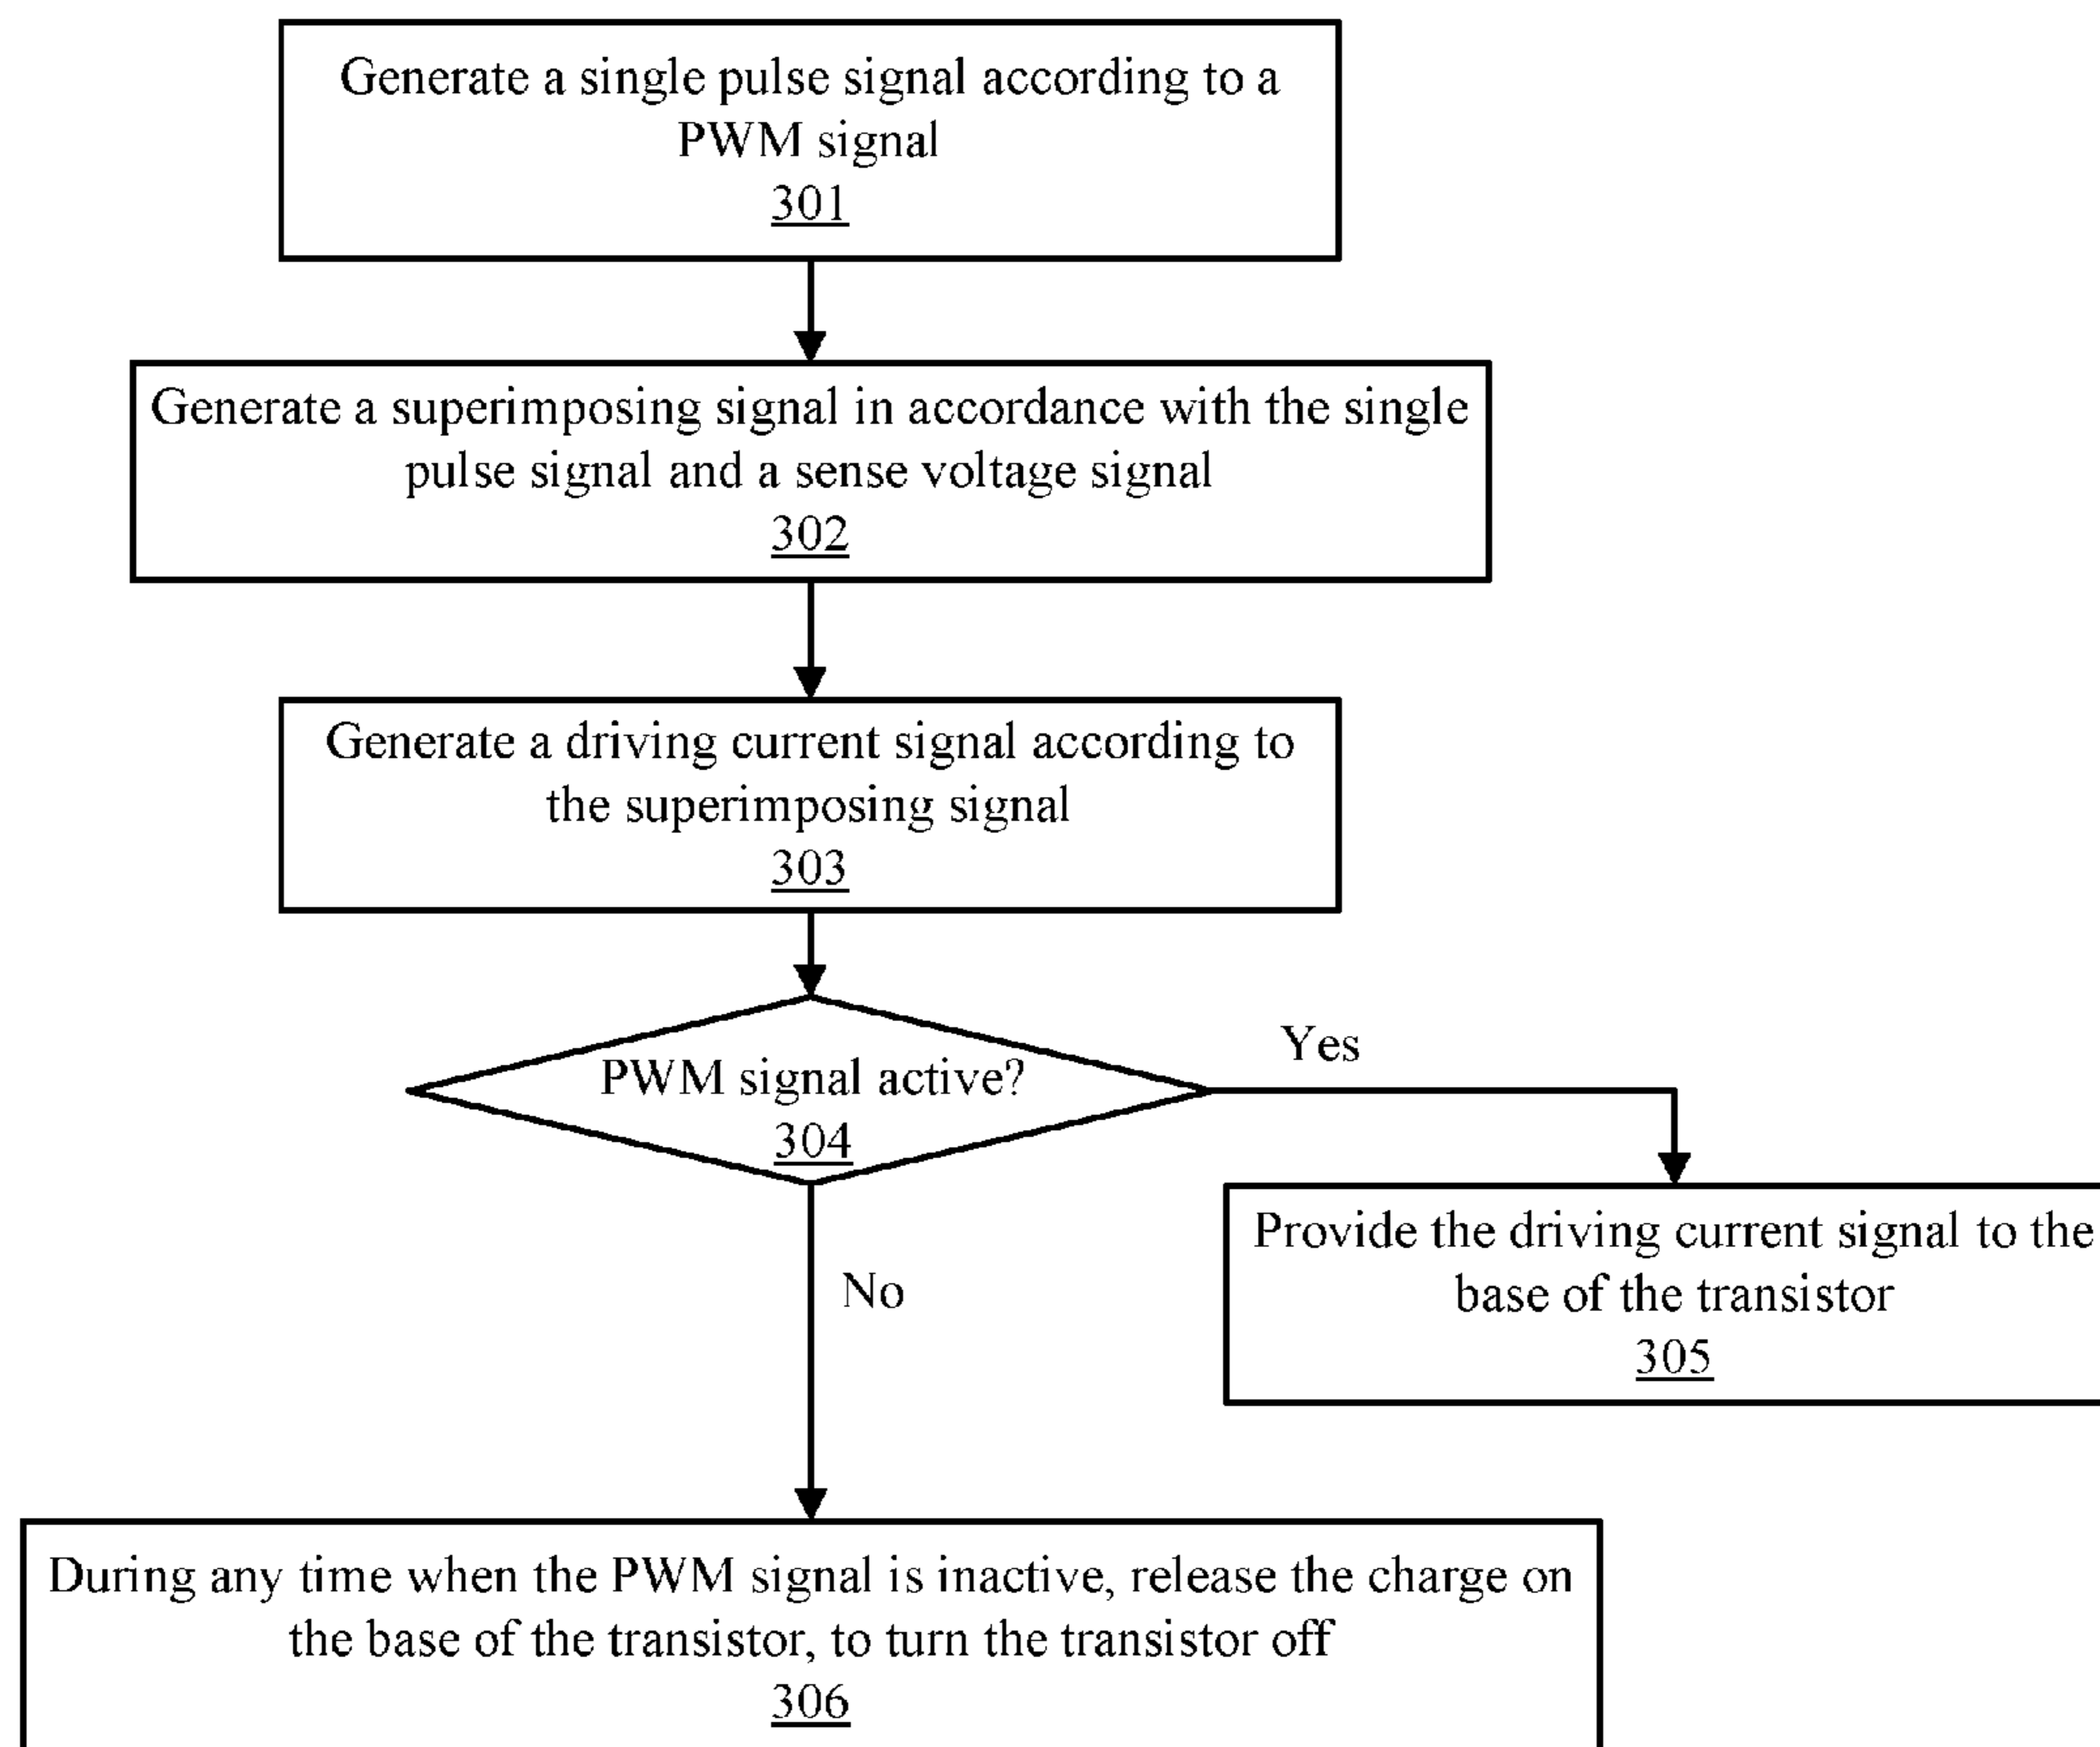 Generate a single pulse signal according to a
PWM signal
301
Generate a superimposing signal in accordance with the single
pulse signal and a sense voltage signal
302
Generate a driving current signal according to
the superimposing signal
303
PWM signal active?
304
Yes
No
Provide the driving current signal to the
base of the transistor
305
During any time when the PWM signal is inactive, release the charge on
the base of the transistor, to turn the transistor off
306